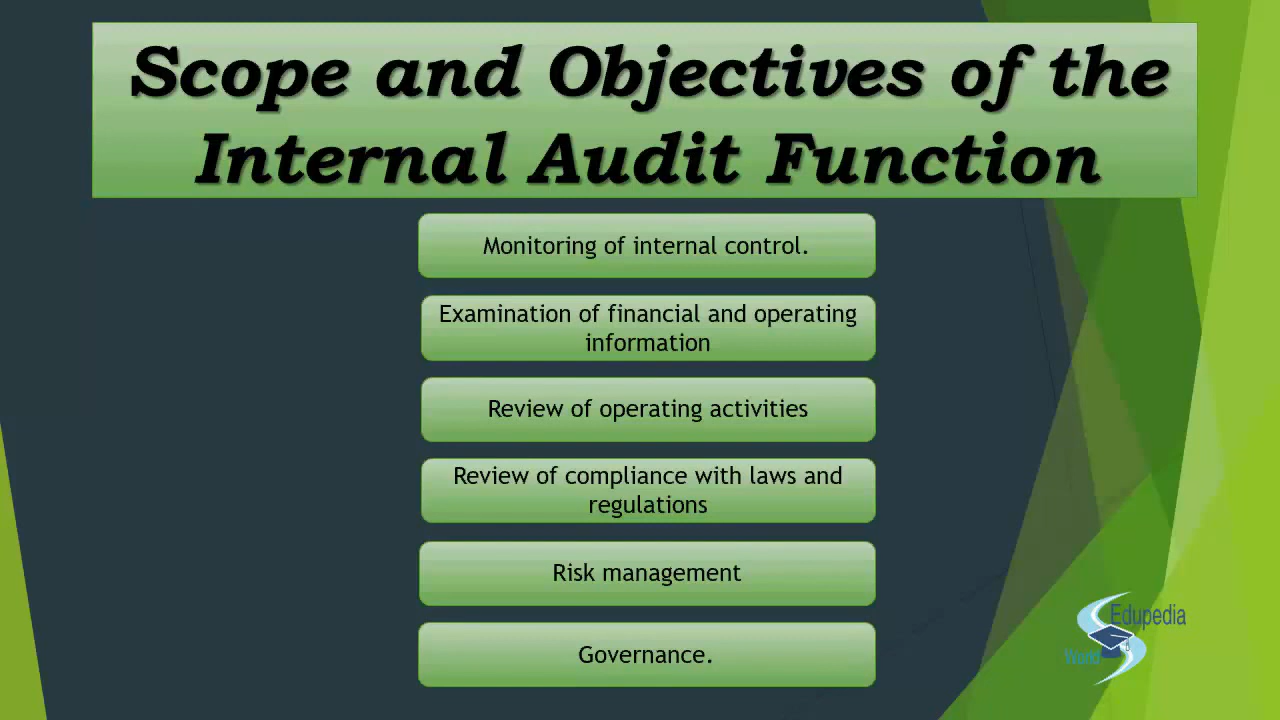 Scope and Objectives of the
Internal Audit Function
Monitoring of internal control.
Examination of financial and operating
information
Review of operating activities
Review of compliance with laws and
regulations
Risk management
Governance.
Edupedia
World